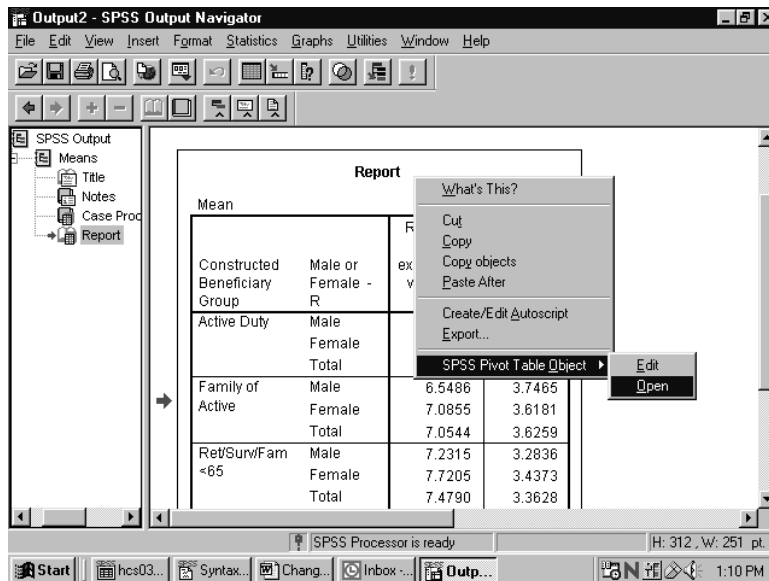 Output2 - SPSS Output Navigator
File Edit View Insert Format Statistics Graphs Utilities Window Help
SPSS Output
Means
Title
Notes
Case Proc
Report
Report
Mean
Constructed Beneficiary Group
Male or Female - R
Active Duty Male
Female
Total
Family of Active Male 6.5486 3.7465
Female 7.0855 3.6181
Total 7.0544 3.6259
Ret/Surv/Fam <65 Male 7.2315 3.2836
Female 7.7205 3.4373
Total 7.4790 3.3628
What's This?
Cut
Copy
Copy objects
Paste After
Create/Edit Autoscript
Export...
SPSS Pivot Table Object
Edit
Open
SPSS Processor is ready
H: 312 , W: 251 pt.
Start
hcs03...
Syntax...
Chang...
Inbox -...
Outp...
1:10 PM